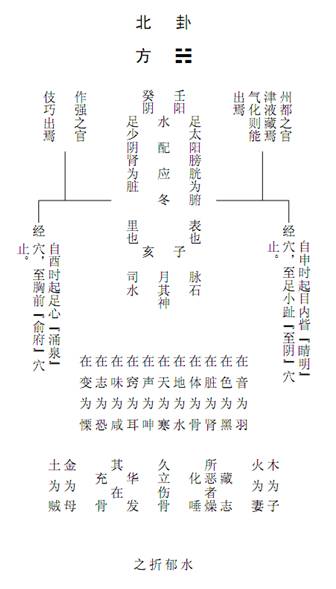 卦☵
北方
州都之官
津液藏焉
气化则能
出焉
足太阳膀胱为腑 表也 脉石
壬阳 子
水配应冬 月其神
癸阴 亥
足少阴肾为脏 里也 司水
作强之官
伎巧出焉
自申时起目内眥『晴明』
经穴，至足小趾『至阴』穴
止。
自酉时起足心『涌泉』
经穴，至胸前『俞府』穴
止。
在音为羽
在色为黑
在脏为肾
在体为骨
在地为水
在天为寒
在声为呻
在窍为耳
在味为咸
在志为恐
在变为慄
木为子
火为妻
藏志
所恶者燥
化唾
久立伤骨
华发
其在
充骨
金为母
土为贼
水郁折之